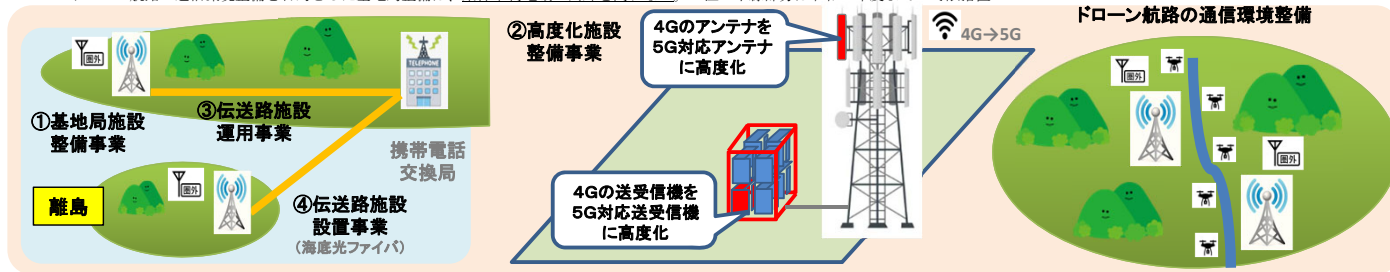 圏外
TELEPHONE
①基地局施設
整備事業
③伝送路施設
運用事業
携帯電話
交換局
離島
圏外
④伝送路施設
設置事業
(海底光ファイバ)
②高度化施設
整備事業
4Gのアンテナを
5G対応アンテナ
に高度化
4G→5G
4Gの送受信機を
5G対応送受信機
に高度化
ドローン航路の通信環境整備
圏外
圏外